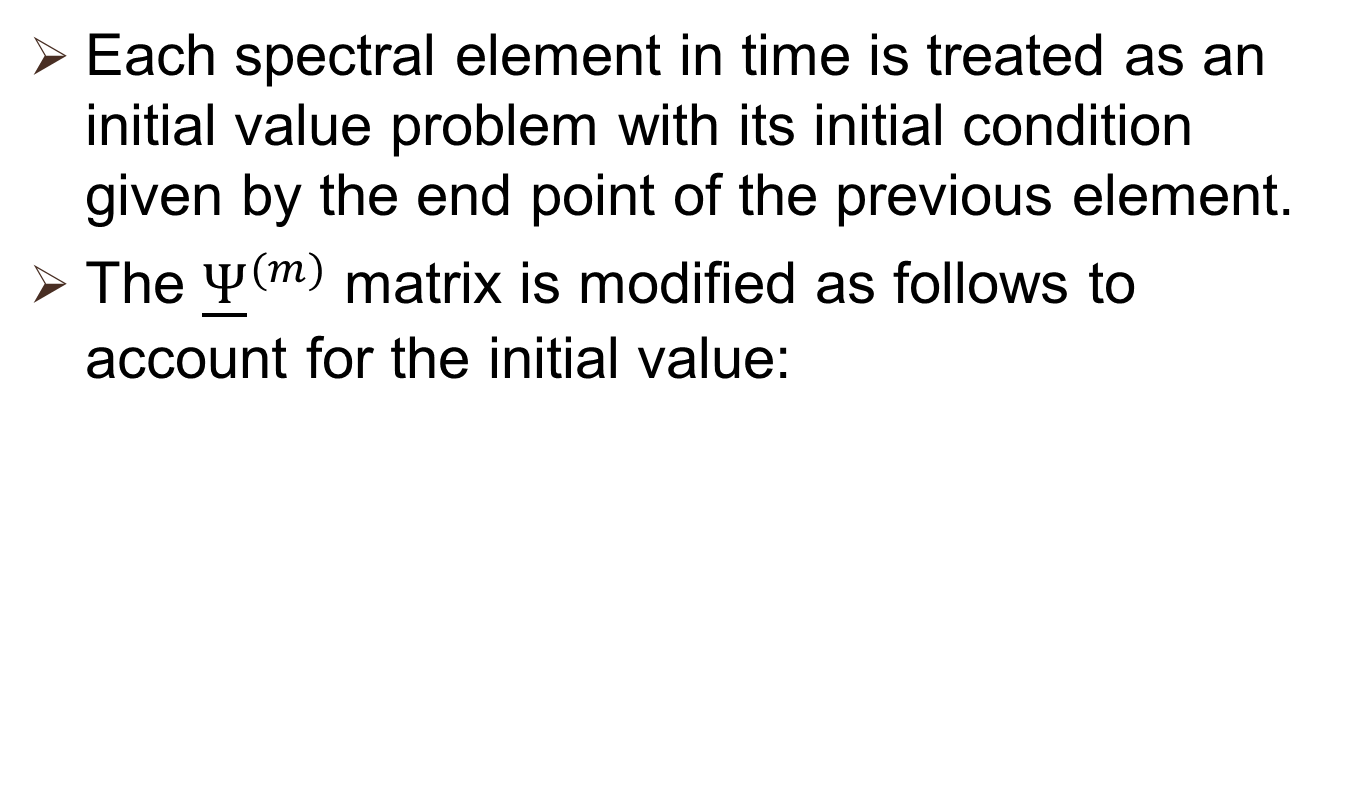 ➢ Each spectral element in time is treated as an
initial value problem with its initial condition
given by the end point of the previous element.
➢ The Ψ^(m) matrix is modified as follows to
account for the initial value: